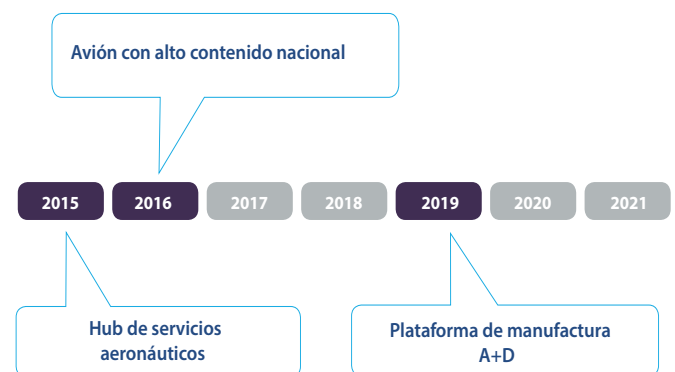 Avión con alto contenido nacional
2015 2016 2017 2018 2019 2020 2021
Hub de servicios
aeronáuticos
Plataforma de manufactura
A+D